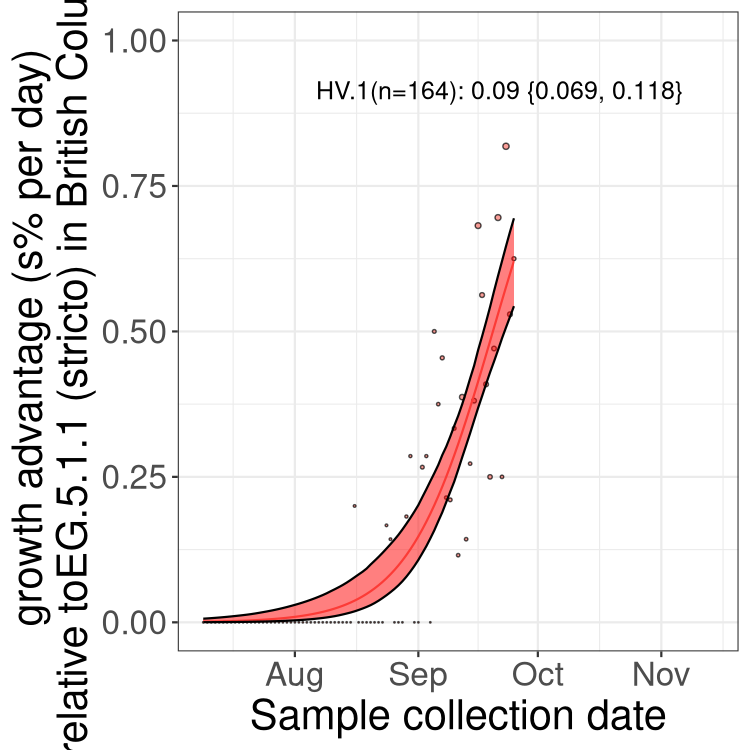 growth advantage (s% per day)
relative toEG.5.1.1 (stricto) in British Colu
1.00
0.75
0.50
0.25
0.00
HV.1(n=164): 0.09 {0.069, 0.118}
Aug Sep Oct Nov
Sample collection date